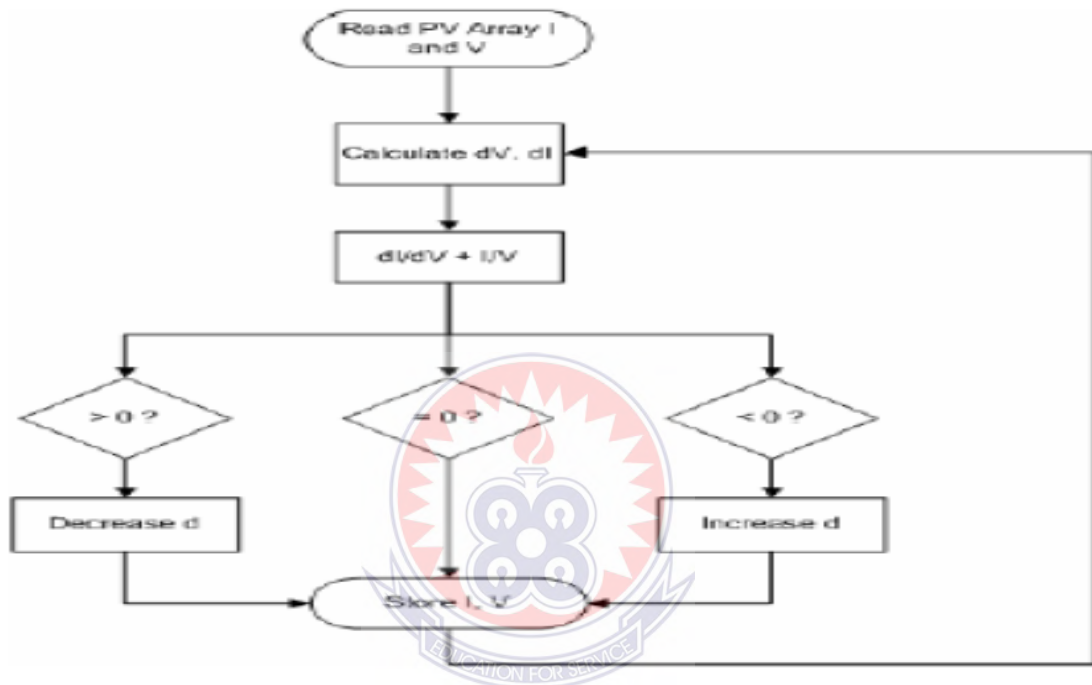 Read PV Array I
and V
Calculate dV, dI
dI/dV + I/V
> 0 ?
= 0 ?
< 0 ?
Decrease d
Increase d
Store I, V
EDUCATION FOR SERVICE